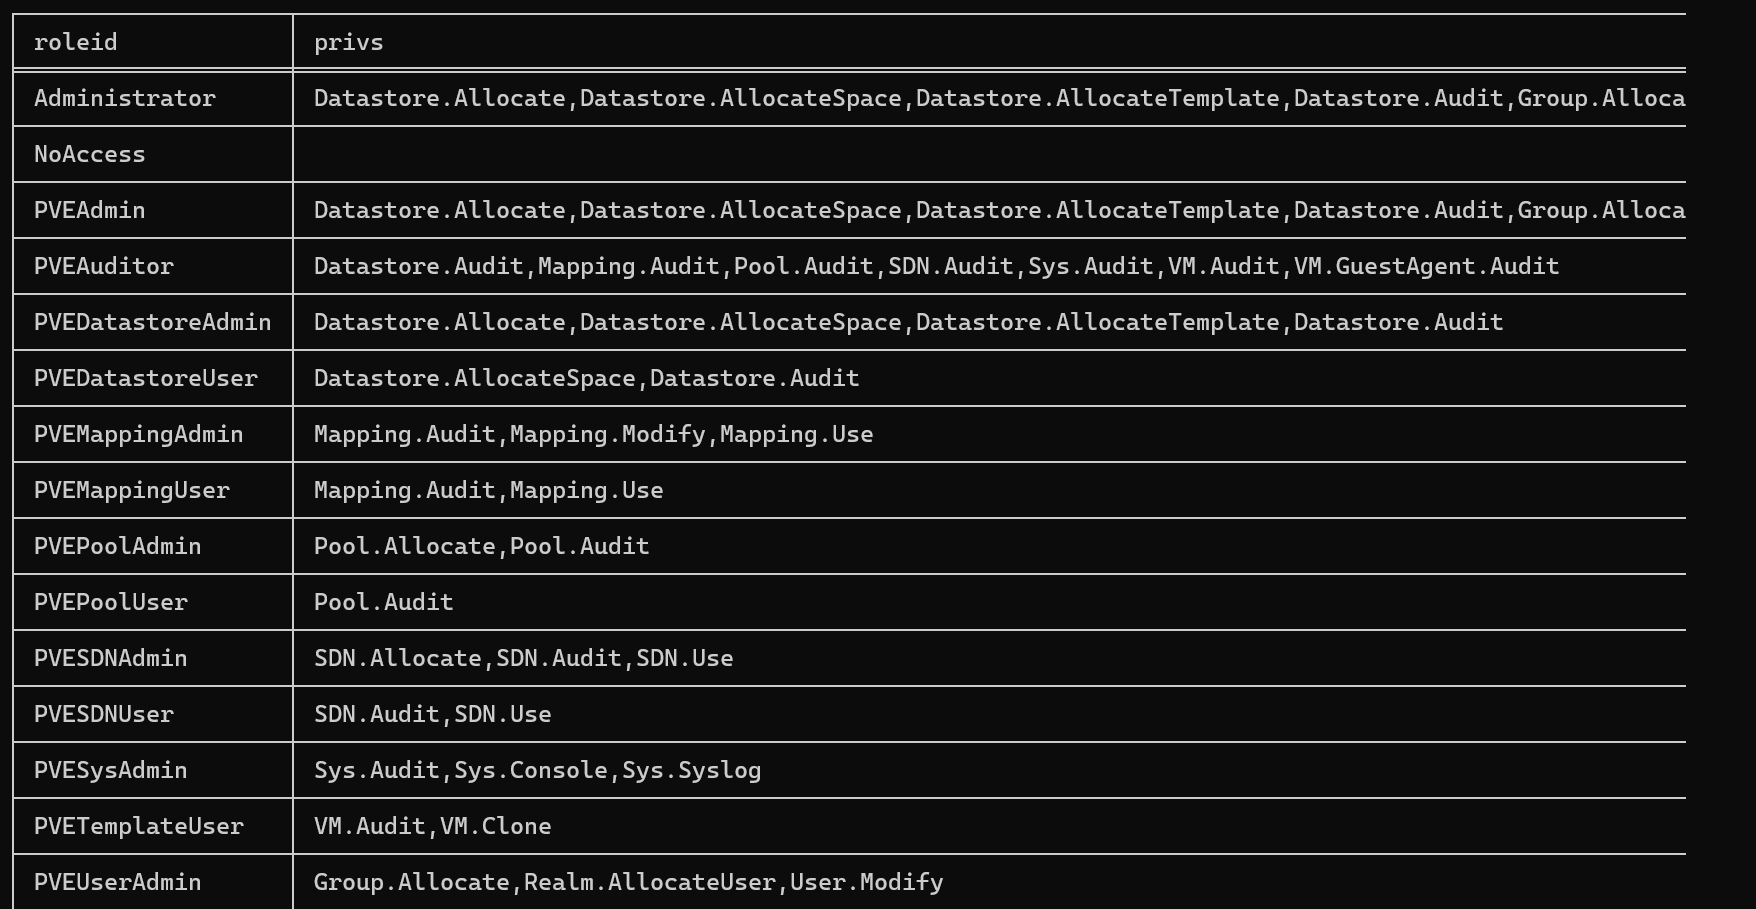 roleid privs
Administrator Datastore.Allocate,Datastore.AllocateSpace,Datastore.AllocateTemplate,Datastore.Audit,Group.Alloca
NoAccess
PVEAdmin Datastore.Allocate,Datastore.AllocateSpace,Datastore.AllocateTemplate,Datastore.Audit,Group.Alloca
PVEAuditor Datastore.Audit,Mapping.Audit,Pool.Audit,SDN.Audit,Sys.Audit,VM.Audit,VM.GuestAgent.Audit
PVEDatastoreAdmin Datastore.Allocate,Datastore.AllocateSpace,Datastore.AllocateTemplate,Datastore.Audit
PVEDatastoreUser Datastore.AllocateSpace,Datastore.Audit
PVEMappingAdmin Mapping.Audit,Mapping.Modify,Mapping.Use
PVEMappingUser Mapping.Audit,Mapping.Use
PVEPoolAdmin Pool.Allocate,Pool.Audit
PVEPoolUser Pool.Audit
PVESDNAdmin SDN.Allocate,SDN.Audit,SDN.Use
PVESDNUser SDN.Audit,SDN.Use
PVESysAdmin Sys.Audit,Sys.Console,Sys.Syslog
PVETemplateUser VM.Audit,VM.Clone
PVEUserAdmin Group.Allocate,Realm.AllocateUser,User.Modify